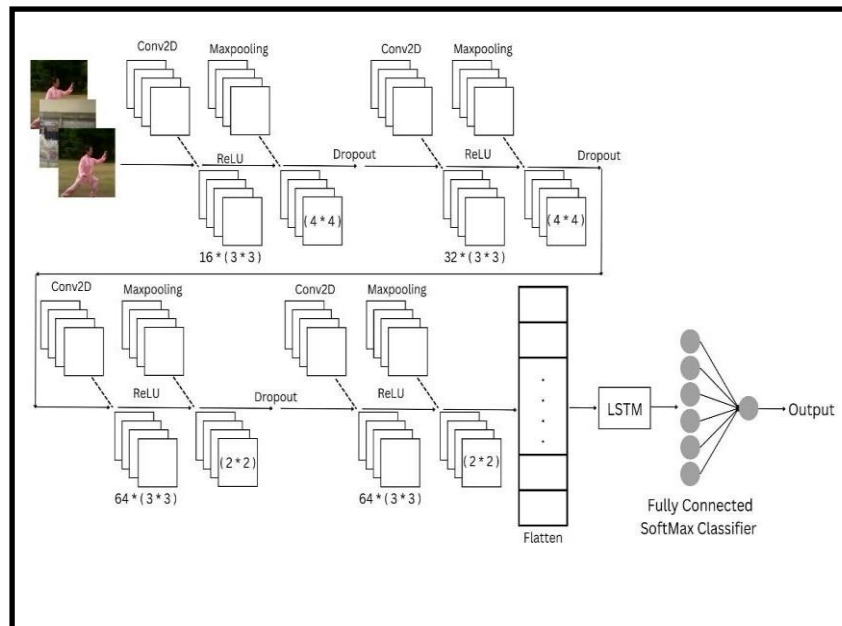 Conv2D
Maxpooling
Conv2D
Maxpooling
ReLU
Dropout
ReLU
Dropout
(4*4)
(4*4)
16*(3*3)
32*(3*3)
Conv2D
Maxpooling
Conv2D
Maxpooling
ReLU
Dropout
ReLU
LSTM
Output
(2*2)
(2*2)
64*(3*3)
64*(3*3)
Flatten
Fully Connected
SoftMax Classifier